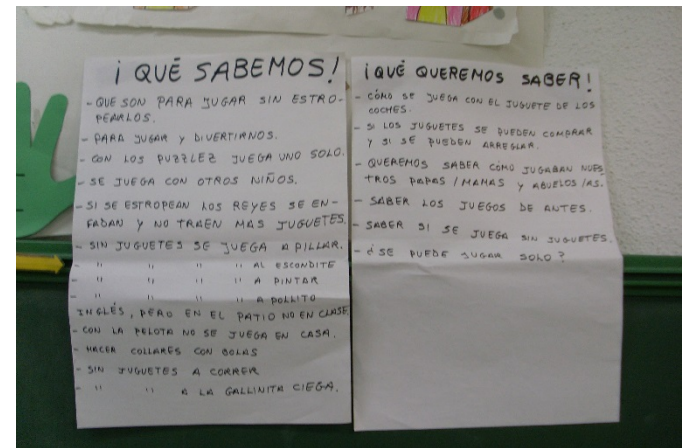 ¡ QUÉ SABEMOS!
- QUE SON PARA JUGAR SIN ESTRO-
PEARLOS.
- PARA JUGAR Y DIVERTIRNOS.
- CON LOS PUZZLEZ JUEGA UNO SOLO.
- SE JUEGA CON OTROS NIÑOS.
- SI SE ESTROPEAN LOS REYES SE EN-
FADAN Y NO TRAEN MAS JUGUETES.
- SIN JUGUETES SE JUEGA A PILLAR.
- " " " " AL ESCONDITE
- " " " " A PINTAR
- " " " " A POLLITO
INGLÉS, PERO EN EL PATIO NO EN CLASE.
- CON LA PELOTA NO SE JUEGA EN CASA.
- HACER COLLARES CON BOLAS
- SIN JUGUETES A CORRER
- " " A LA GALLINITA CIEGA.
¡QUÉ QUEREMOS SABER!
- CÓMO SE JUEGA CON EL JUGUETE DE LOS
COCHES.
- SI LOS JUGUETES SE PUEDEN COMPRAR
Y SI SE PUEDEN ARREGLAR.
- QUEREMOS SABER CÓMO JUGABAN NUES
TROS PAPAS/MAMAS Y ABUELOS/AS.
- SABER LOS JUEGOS DE ANTES.
- SABER SI SE JUEGA SIN JUGUETES.
- ¿SE PUEDE JUGAR SOLO?